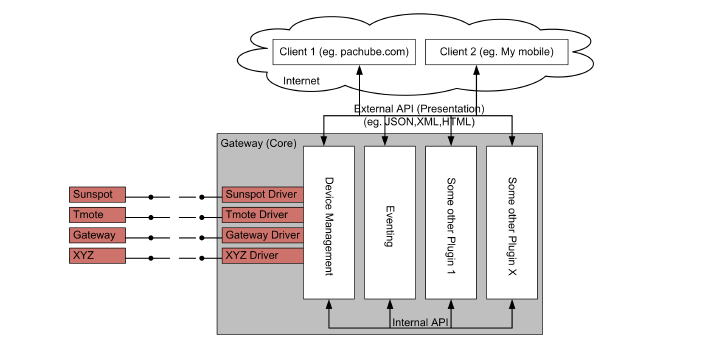 Client 1 (eg. pachube.com)
Client 2 (eg. My mobile)
Internet
External API (Presentation)
(eg. JSON,XML,HTML)
Gateway (Core)
Sunspot
Tmote
Gateway
XYZ
Sunspot Driver
Tmote Driver
Gateway Driver
XYZ Driver
Device Management
Eventing
Some other Plugin 1
Some other Plugin X
Internal API